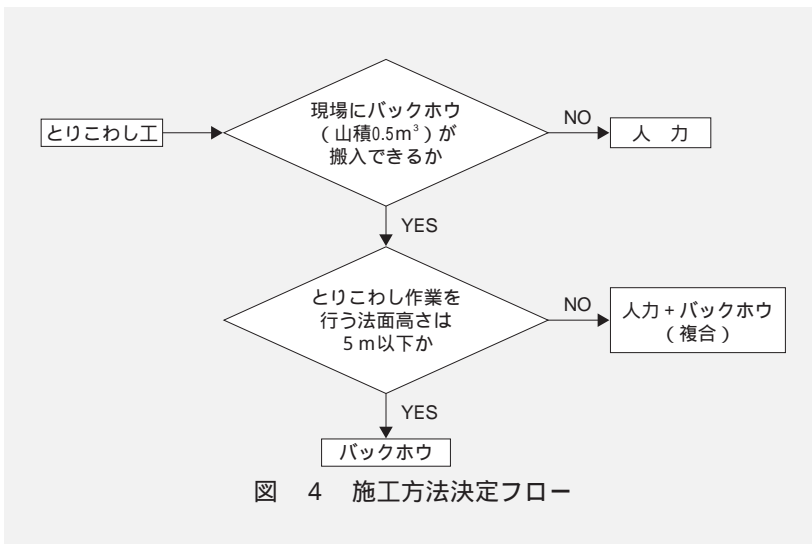 とりこわし工
現場にバックホウ
（山積0.5m³）が
搬入できるか
NO
人　力
YES
とりこわし作業を
行う法面高さは
５ｍ以下か
NO
人力＋バックホウ
（複合）
YES
バックホウ
図　４　施工方法決定フロー